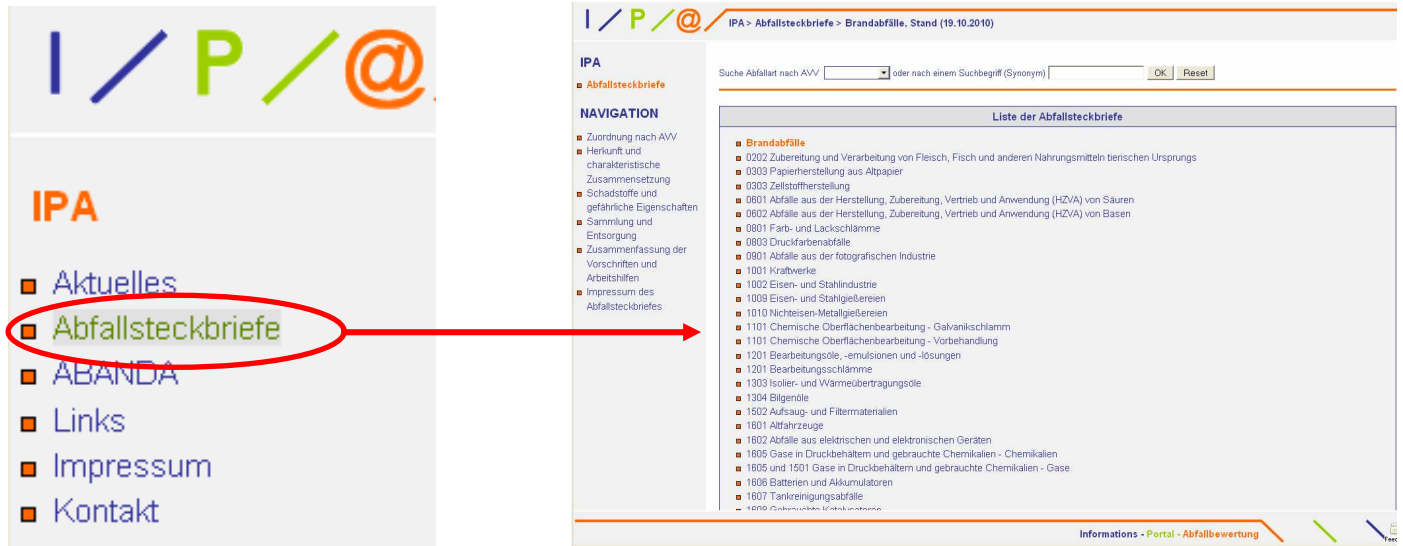 I / P / @
IPA
Aktuelles
Abfallsteckbriefe
ABANDA
Links
Impressum
Kontakt
I / P / @
IPA > Abfallsteckbriefe > Brandabfälle, Stand (19.10.2010)
IPA
Abfallsteckbriefe
NAVIGATION
Zuordnung nach AVV
Herkunft und
charakteristische
Zusammensetzung
Schadstoffe und
gefährliche Eigenschaften
Sammlung und
Entsorgung
Zusammenfassung der
Vorschriften und
Arbeitshilfen
Impressum des
Abfallsteckbriefes
Suche Abfallart nach AVV oder nach einem Suchbegriff (Synonym) OK Reset
Liste der Abfallsteckbriefe
Brandabfälle
0202 Zubereitung und Verarbeitung von Fleisch, Fisch und anderen Nahrungsmitteln tierischen Ursprungs
0303 Papierherstellung aus Altpapier
0303 Zellstoffherstellung
0601 Abfälle aus der Herstellung, Zubereitung, Vertrieb und Anwendung (HZVA) von Säuren
0602 Abfälle aus der Herstellung, Zubereitung, Vertrieb und Anwendung (HZVA) von Basen
0801 Farb- und Lackschlämme
0803 Druckfarbenabfälle
0901 Abfälle aus der fotografischen Industrie
1001 Kraftwerke
1002 Eisen- und Stahlindustrie
1009 Eisen- und Stahlgießereien
1010 Nichteisen-Metallgießereien
1101 Chemische Oberflächenbearbeitung - Galvanikschlamm
1101 Chemische Oberflächenbearbeitung - Vorbehandlung
1201 Bearbeitungsöle, -emulsionen und -lösungen
1201 Bearbeitungsschlämme
1303 Isolier- und Wärmeübertragungsöle
1304 Bilgenöle
1502 Aufsaug- und Filtermaterialien
1601 Altfahrzeuge
1602 Abfälle aus elektrischen und elektronischen Geräten
1605 Gase in Druckbehältern und gebrauchte Chemikalien - Chemikalien
1605 und 1501 Gase in Druckbehältern und gebrauchte Chemikalien - Gase
1606 Batterien und Akkumulatoren
1607 Tankreinigungsabfälle
1608 Gebrauchte Katalysatoren
Informations - Portal - Abfallbewertung